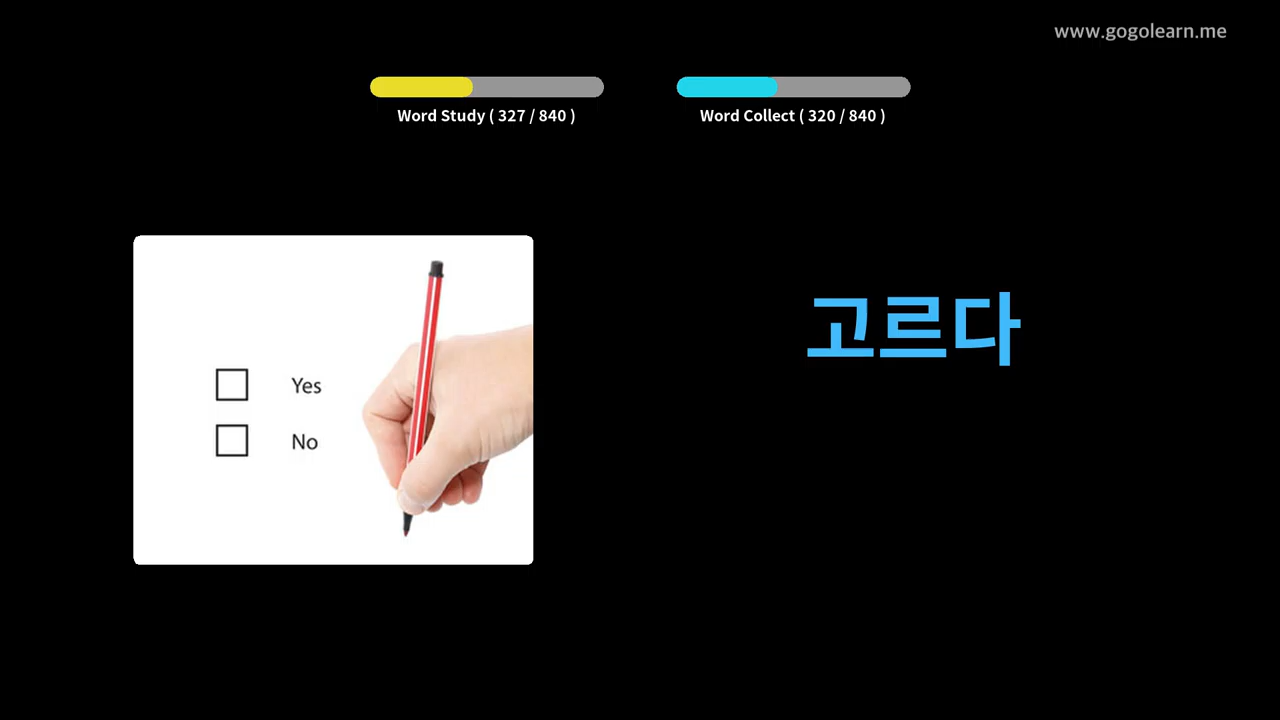 www.gogolearn.me
Word Study ( 327 / 840 )
Word Collect ( 320 / 840 )
고르다
Yes
No